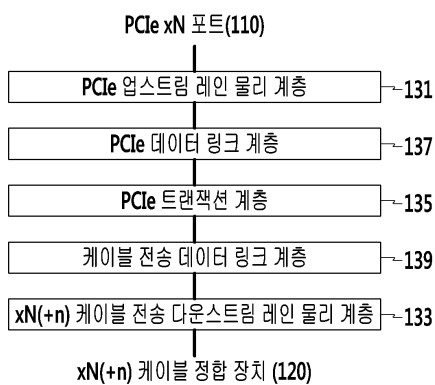 PCIe xN 포트(110)
PCIe 업스트림 레인 물리 계층 131
PCIe 데이터 링크 계층 137
PCIe 트랜잭션 계층 135
케이블 전송 데이터 링크 계층 139
xN(+n) 케이블 전송 다운스트림 레인 물리 계층 133
xN(+n) 케이블 정합 장치 (120)